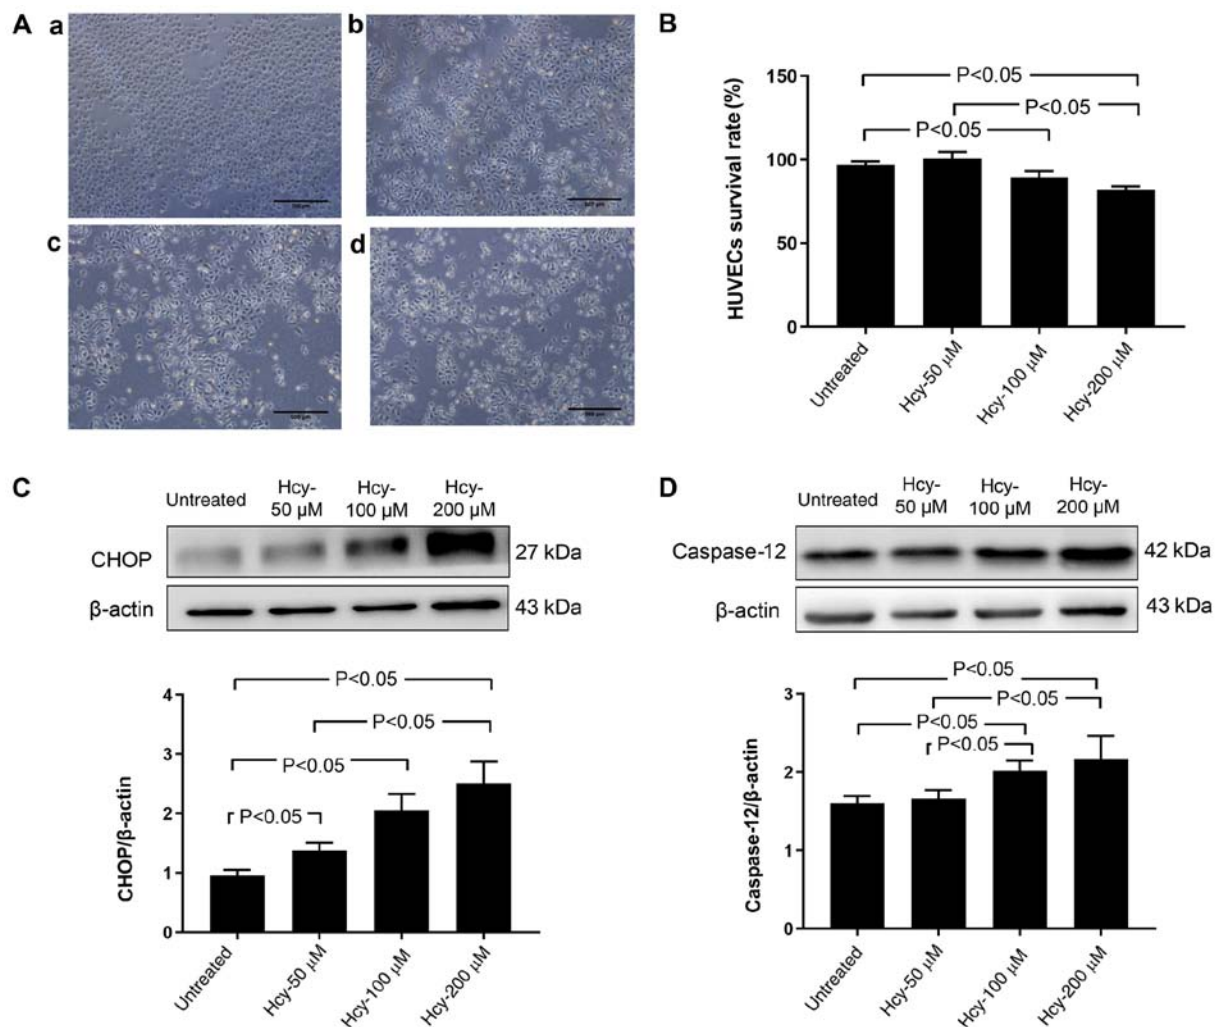 A
a
b
c
d
B
150
100
50
0
HUVECs survival rate (%)
P<0.05
P<0.05
P<0.05
Untreated
Hcy-50 μM
Hcy-100 μM
Hcy-200 μM
C
Untreated
Hcy-
50 μM
Hcy-
100 μM
Hcy-
200 μM
CHOP
27 kDa
β-actin
43 kDa
4
3
2
1
0
CHOP/β-actin
P<0.05
P<0.05
P<0.05
P<0.05
Untreated
Hcy-50 μM
Hcy-100 μM
Hcy-200 μM
D
Untreated
Hcy-
50 μM
Hcy-
100 μM
Hcy-
200 μM
Caspase-12
42 kDa
β-actin
43 kDa
3
2
1
0
Caspase-12/β-actin
P<0.05
P<0.05
P<0.05
P<0.05
Untreated
Hcy-50 μM
Hcy-100 μM
Hcy-200 μM